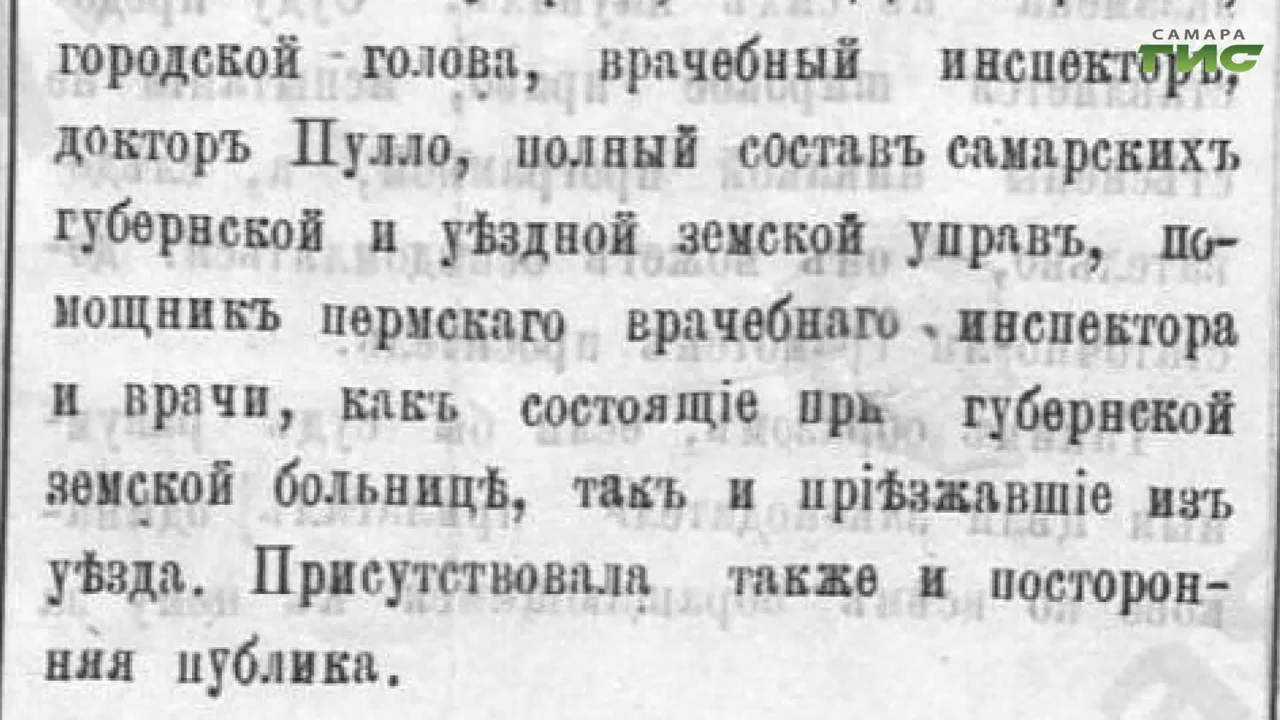 САМАРА
ГИС
городской голова, врачебный инспекторъ,
докторъ Пулло, полный составъ самарскихъ
губернской и уѣздной земской управъ, по-
мощникъ пермскаго врачебнаго инспектора
и врачи, какъ состоящіе при губернской
земской больницѣ, такъ и пріѣзжавшіе изъ
уѣзда. Присутствовала также и посторон-
няя публика.